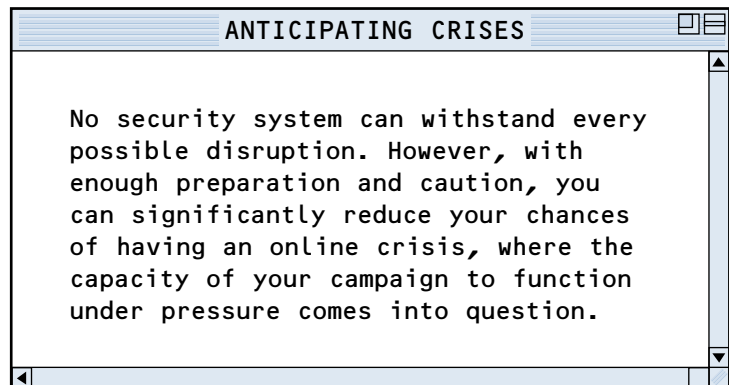 ANTICIPATING CRISES
No security system can withstand every
possible disruption. However, with
enough preparation and caution, you
can significantly reduce your chances
of having an online crisis, where the
capacity of your campaign to function
under pressure comes into question.